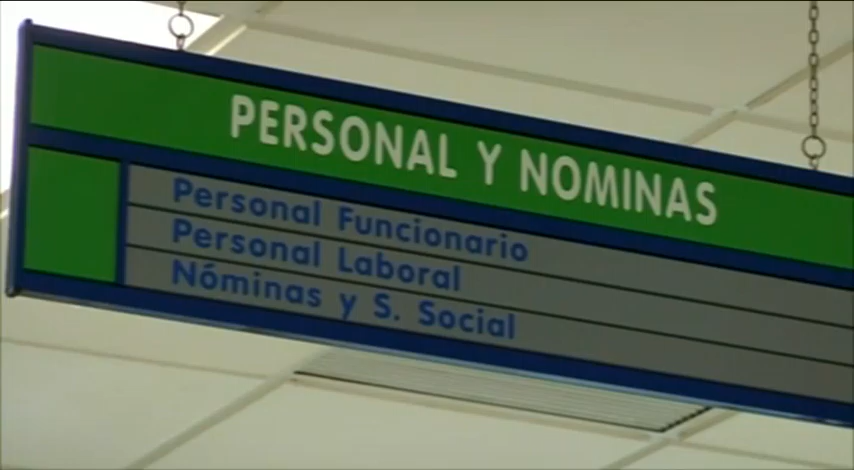 PERSONAL Y NOMINAS
Personal Funcionario
Personal Laboral
Nóminas y S. Social